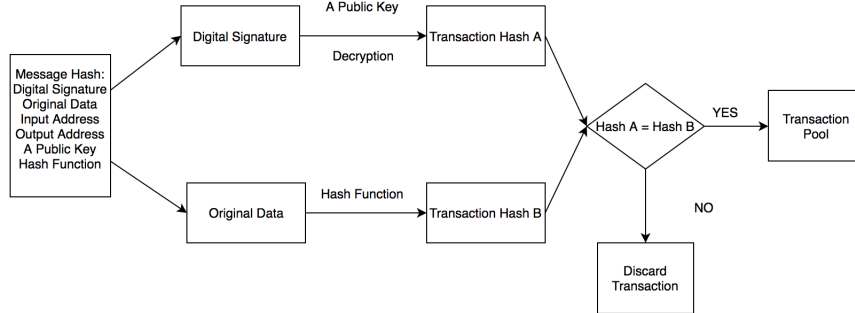 Message Hash:
Digital Signature
Original Data
Input Address
Output Address
A Public Key
Hash Function
Digital Signature
A Public Key
Decryption
Transaction Hash A
Original Data
Hash Function
Transaction Hash B
Hash A = Hash B
YES
Transaction
Pool
NO
Discard
Transaction